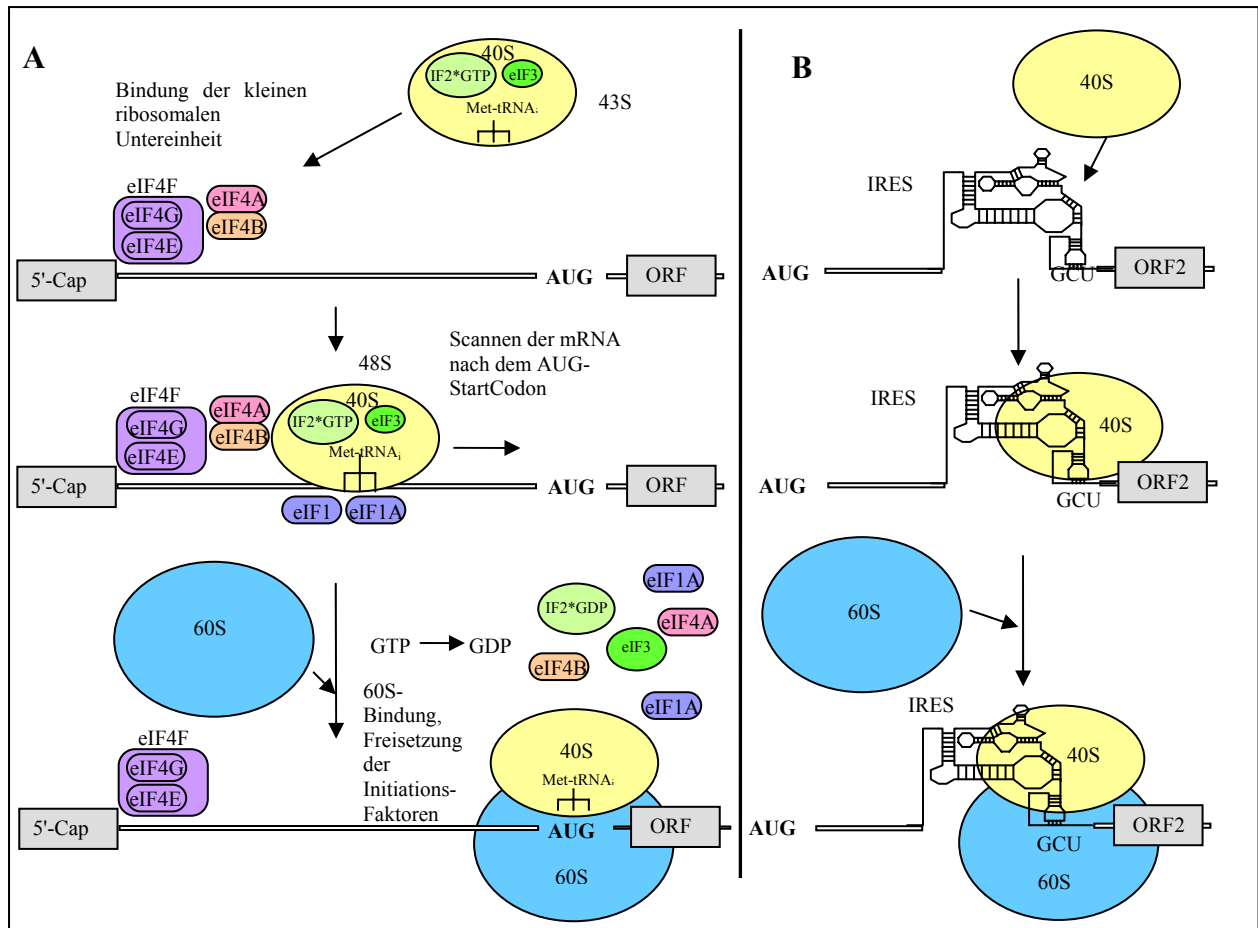 A
Bindung der kleinen
ribosomalen
Untereinheit
40S
IF2*GTP
eIF3
Met-tRNAi
43S
eIF4F
eIF4G
eIF4E
eIF4A
eIF4B
5'-Cap
AUG
ORF
48S
Scannen der mRNA
nach dem AUG-
StartCodon
eIF4F
eIF4G
eIF4E
eIF4A
eIF4B
40S
IF2*GTP
eIF3
Met-tRNAi
5'-Cap
AUG
ORF
eIF1
eIF1A
60S
GTP
GDP
IF2*GDP
eIF1A
eIF4A
eIF3
eIF4B
eIF1A
60S-
Bindung,
Freisetzung
der
Initiations-
Faktoren
eIF4F
eIF4G
eIF4E
40S
Met-tRNAi
5'-Cap
AUG
ORF
60S
B
40S
IRES
AUG
GCU
ORF2
IRES
40S
AUG
GCU
ORF2
60S
IRES
40S
AUG
GCU
ORF2
60S